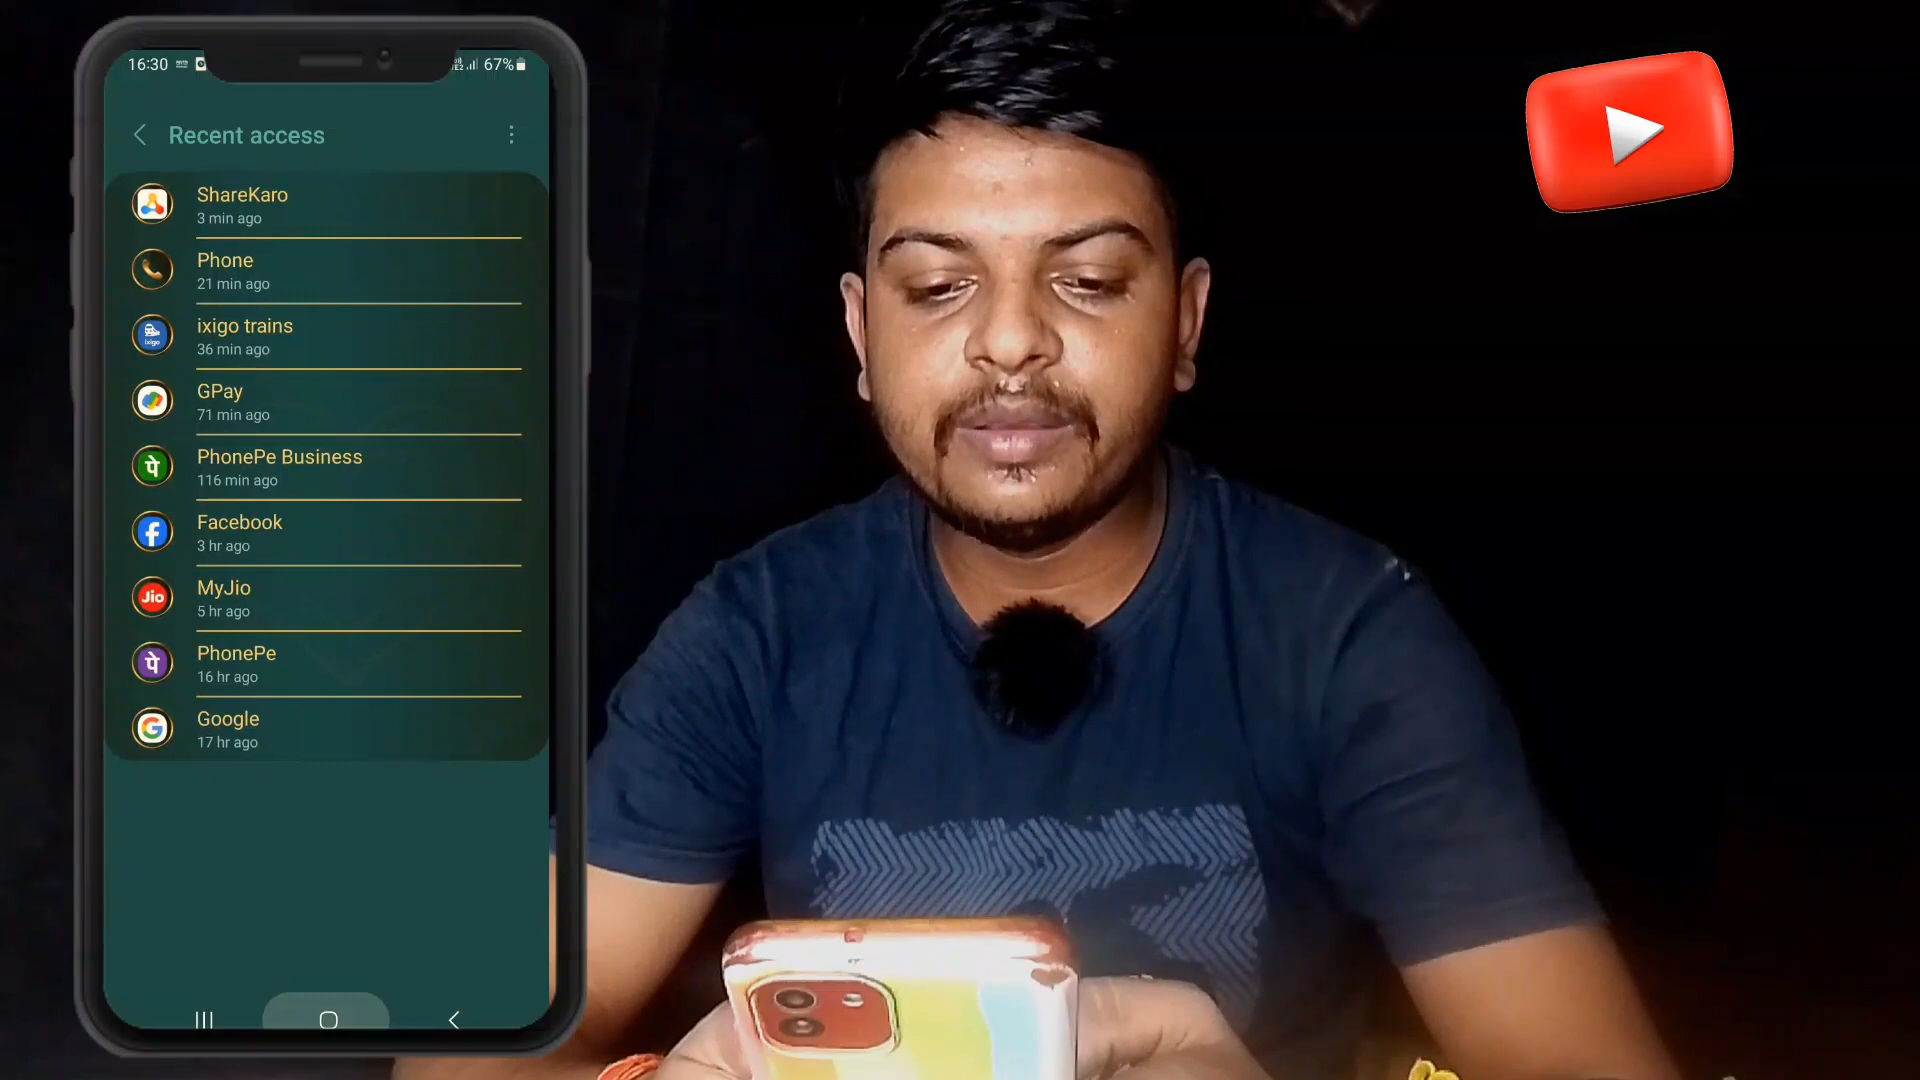 16:30
67%
Recent access
ShareKaro
3 min ago
Phone
21 min ago
ixigo trains
ixigo
36 min ago
GPay
71 min ago
PhonePe Business
पे
116 min ago
Facebook
f
3 hr ago
MyJio
Jio
5 hr ago
PhonePe
पे
16 hr ago
Google
G
17 hr ago